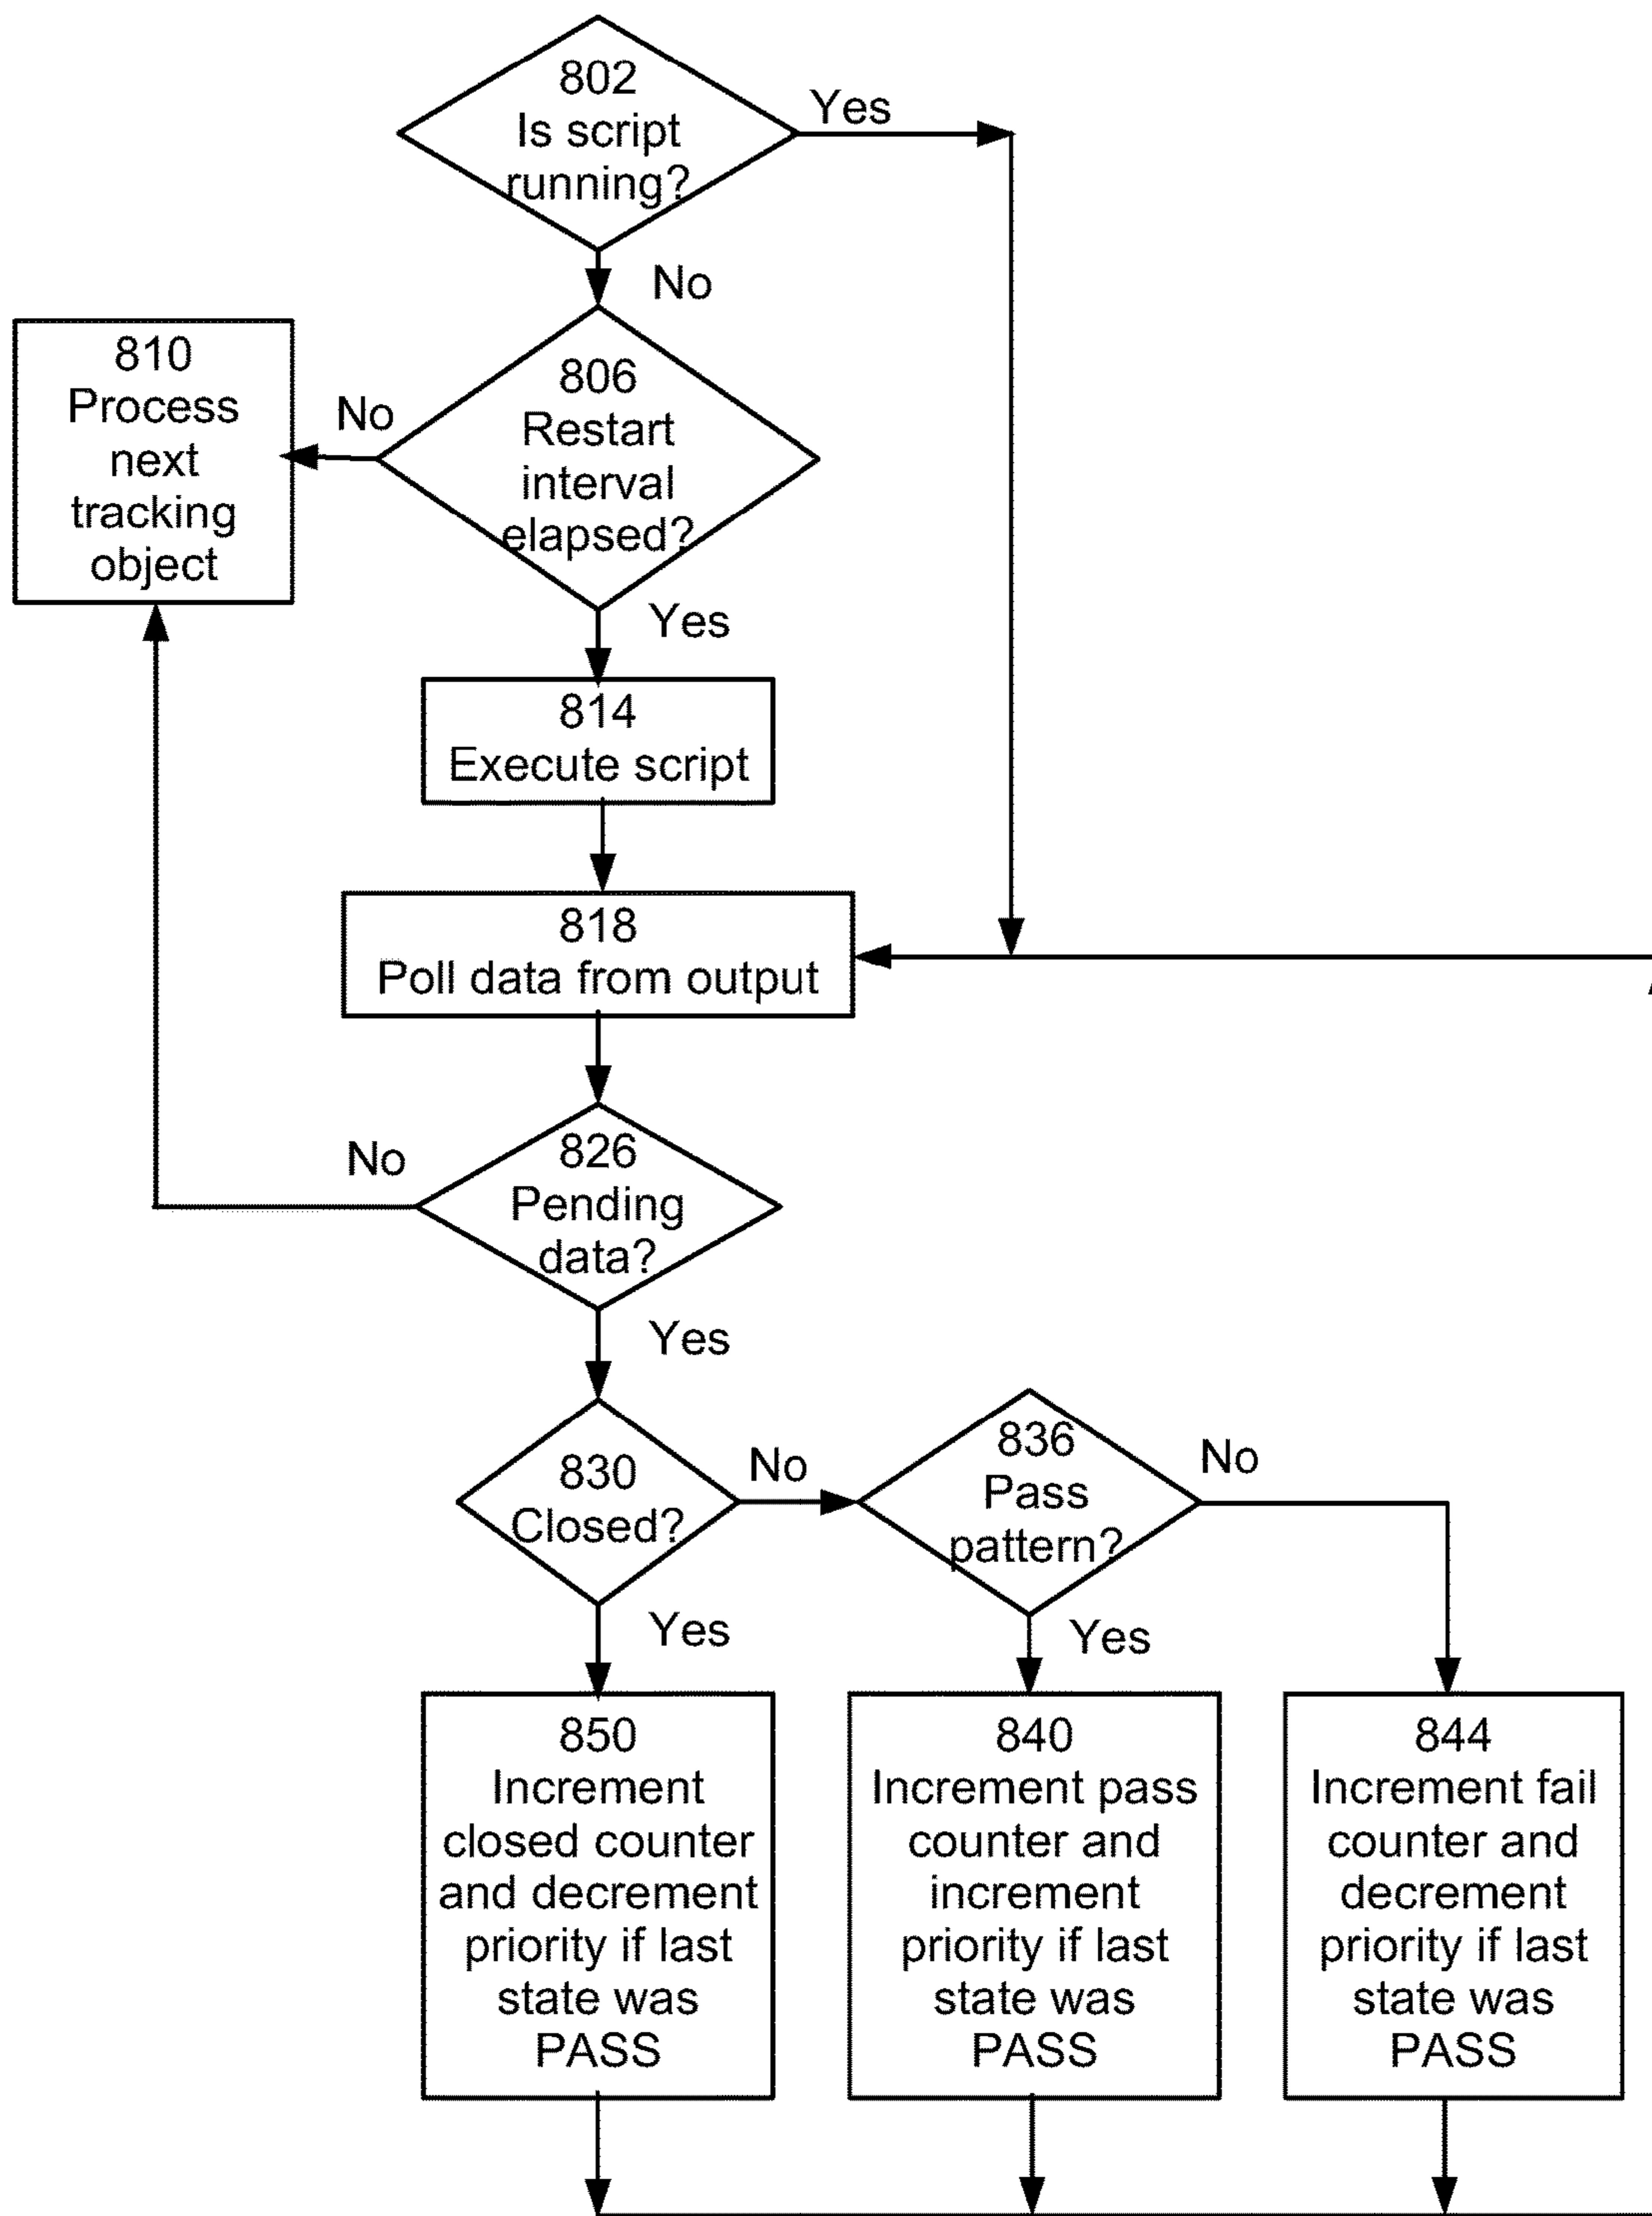 802
Is script
running?
Yes
No
810
Process
next
tracking
object
No
806
Restart
interval
elapsed?
Yes
814
Execute script
818
Poll data from output
No
826
Pending
data?
Yes
830
Closed?
No
836
Pass
pattern?
No
Yes
Yes
850
Increment
closed counter
and decrement
priority if last
state was
PASS
840
Increment pass
counter and
increment
priority if last
state was
PASS
844
Increment fail
counter and
decrement
priority if last
state was
PASS